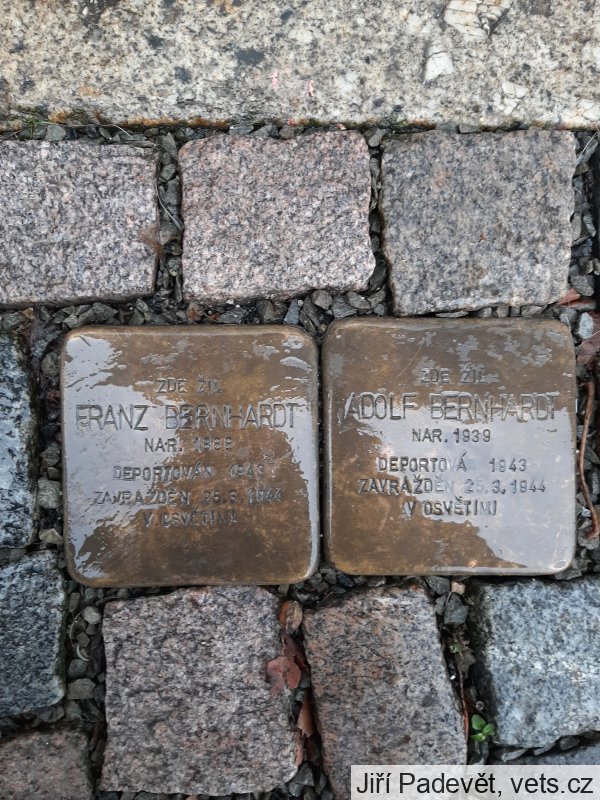 ZDE ŽIL
FRANZ BERNHARDT
NAR.
DEPORTOVÁN 1943
ZAVRAŽDĚN 25.3.1944
V OSVĚTIMI
ZDE ŽIL
ADOLF BERNHARDT
NAR. 1939
DEPORTOVÁ 1943
ZAVRAŽDĚN 25.3.1944
V OSVĚTIMI
Jiří Padevět, vets.cz